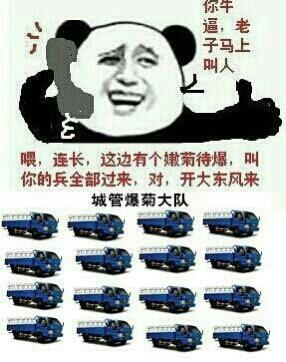 你牛
逼，老
子马上
叫人
喂，连长，这边有个嫩菊待爆，叫
你的兵全部过来，对，开大东风来
城管爆菊大队